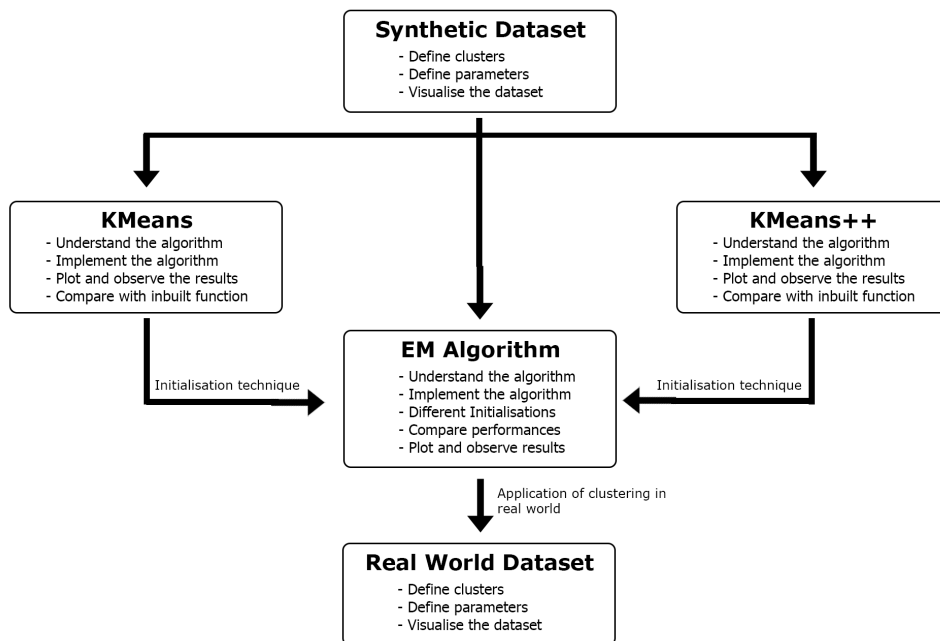 Synthetic Dataset
- Define clusters
- Define parameters
- Visualise the dataset
KMeans
- Understand the algorithm
- Implement the algorithm
- Plot and observe the results
- Compare with inbuilt function
KMeans++
- Understand the algorithm
- Implement the algorithm
- Plot and observe the results
- Compare with inbuilt function
Initialisation technique
EM Algorithm
- Understand the algorithm
- Implement the algorithm
- Different Initialisations
- Compare performances
- Plot and observe results
Initialisation technique
Application of clustering in
real world
Real World Dataset
- Define clusters
- Define parameters
- Visualise the dataset